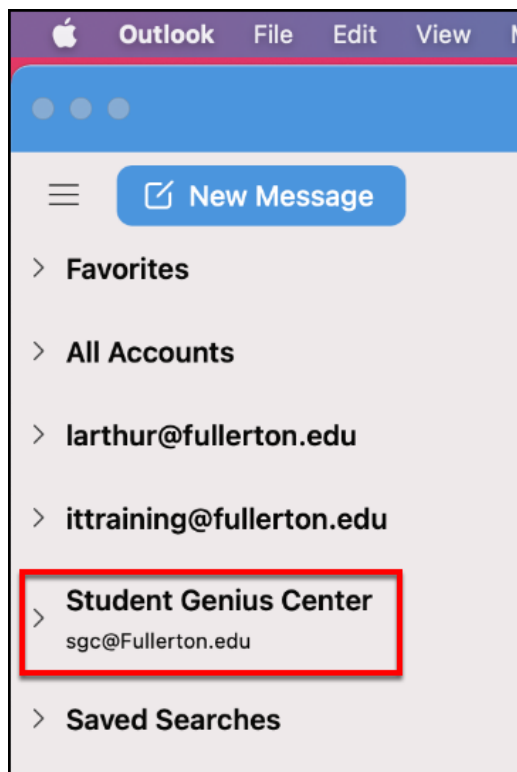 Outlook File Edit View
New Message
Favorites
All Accounts
larthur@fullerton.edu
ittraining@fullerton.edu
Student Genius Center
sgc@Fullerton.edu
Saved Searches